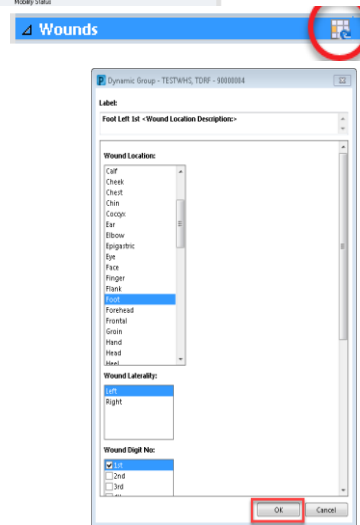 Mobility Status
Wounds
Dynamic Group - TESTWHS, TDRF - 90000004
Label:
Foot Left 1st <Wound Location Description:>
Wound Location:
Calf
Cheek
Chest
Chin
Coccyx
Ear
Elbow
Epigastric
Eye
Face
Finger
Flank
Foot
Forehead
Frontal
Groin
Hand
Head
Heel
Wound Laterality:
Left
Right
Wound Digit No:
1st
2nd
3rd
OK
Cancel